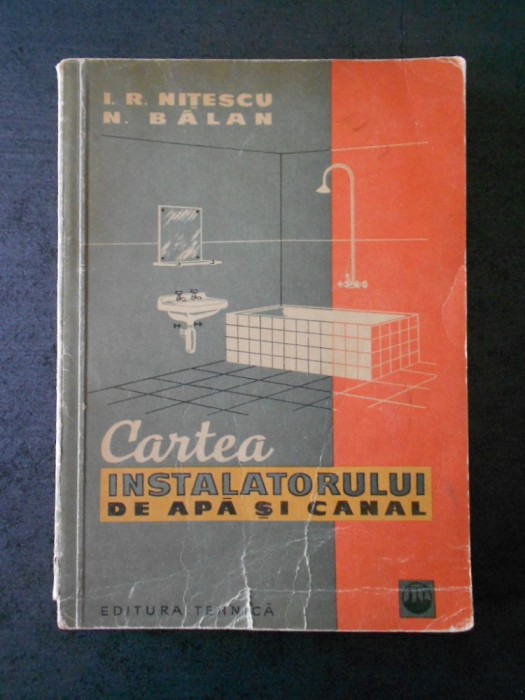 I. R. NIȚESCU
N. BĂLAN
Cartea
INSTALATORULUI
DE APĂ ȘI CANAL
EDITURA TEHNICĂ